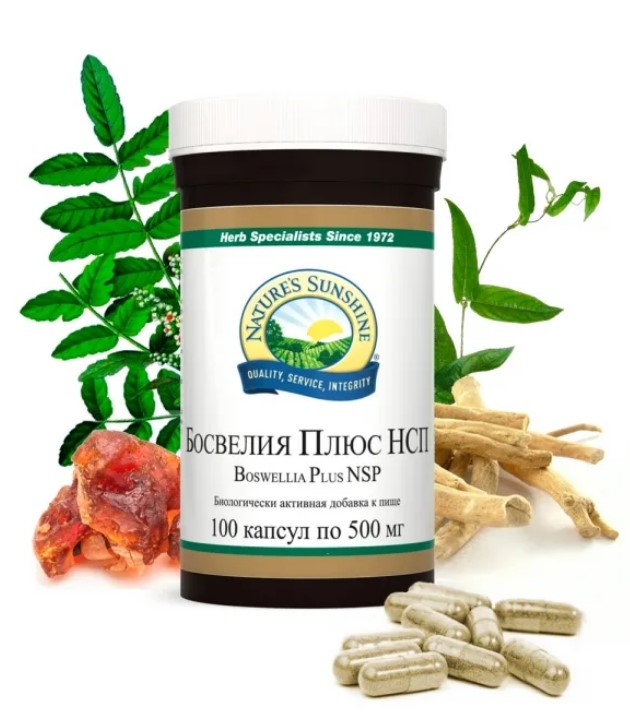 Herb Specialists Since 1972
NATURE'S SUNSHINE
®
QUALITY, SERVICE, INTEGRITY
БОСВЕЛИЯ ПЛЮС НСП
BOSWELLIA PLUS NSP
Биологически активная добавка к пище
100 капсул по 500 мг